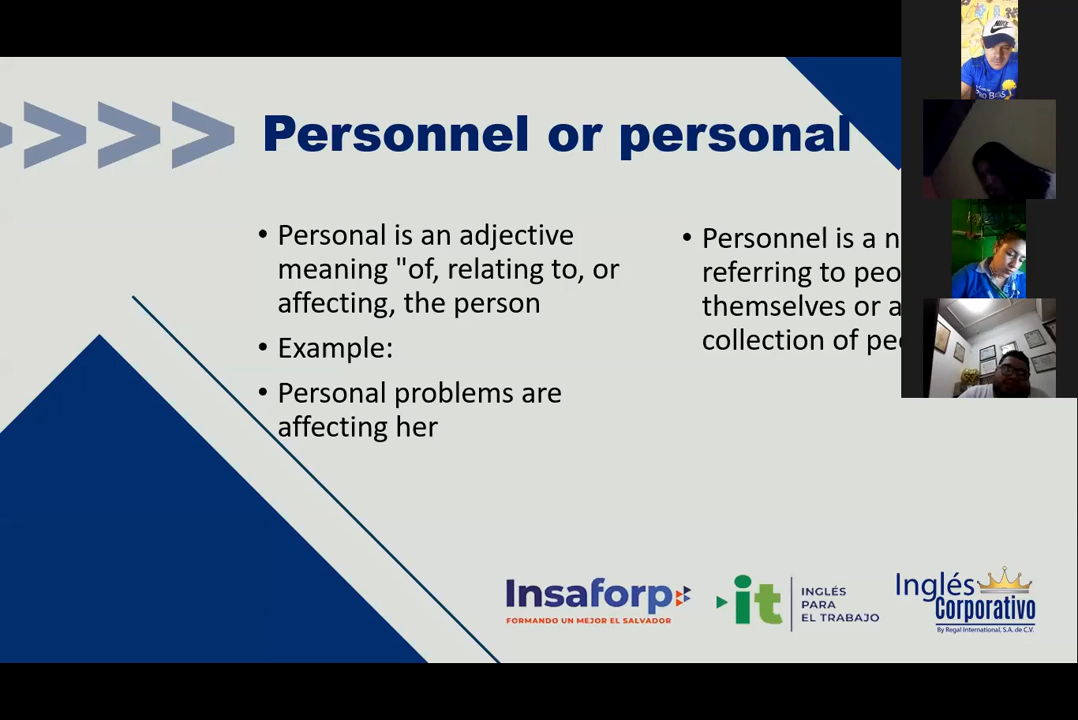 Personnel or personal
• Personal is an adjective
meaning "of, relating to, or
affecting, the person
• Example:
• Personal problems are
affecting her
• Personnel is a
referring to
themselves or
collection of
Insaforp
FORMANDO UN MEJOR EL SALVADOR
it
INGLÉS
PARA
EL TRABAJO
Inglés
Corporativo
By Regal International, S.A. de C.V.